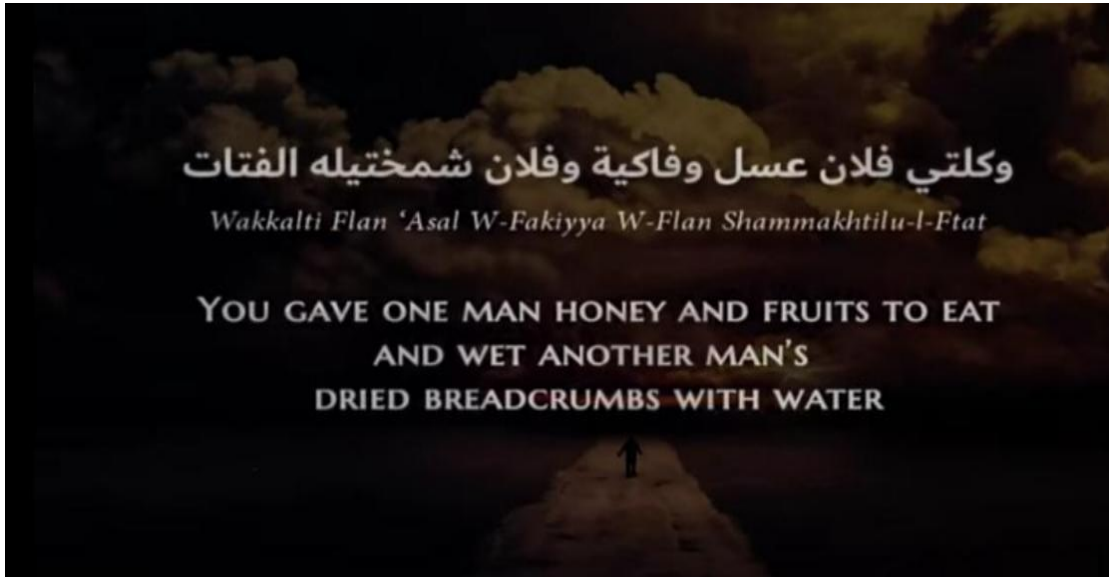 وكلتي فلان عسل وفاكية وفلان شمختيله الفتات
Wakkalti Flan ‘Asal W-Fakiyya W-Flan Shammakhtilu-l-Ftat
You gave one man honey and fruits to eat
and wet another man’s
dried breadcrumbs with water